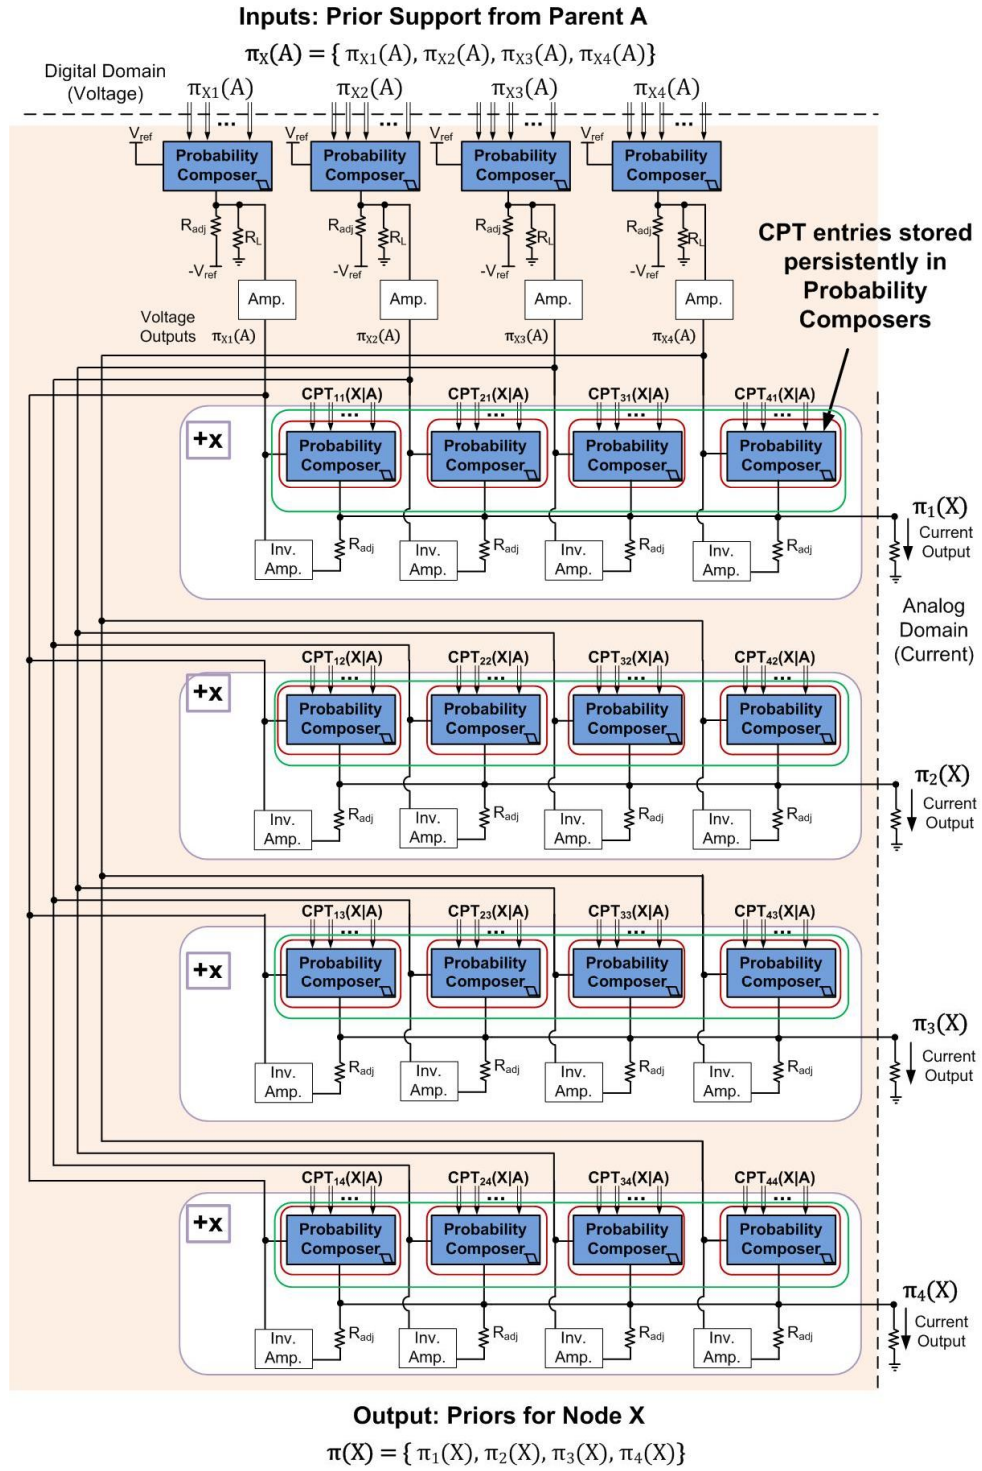 Inputs: Prior Support from Parent A
πX(A) = { πX1(A), πX2(A), πX3(A), πX4(A)}
Digital Domain
(Voltage)
πX1(A) πX2(A) πX3(A) πX4(A)
... ... ... ...
Vref Vref Vref Vref
Probability Composer
Probability Composer
Probability Composer
Probability Composer
Radj RL Radj RL Radj RL Radj RL
-Vref -Vref -Vref -Vref
CPT entries stored
persistently in
Probability
Composers
Amp. Amp. Amp. Amp.
Voltage
Outputs
πX1(A) πX2(A) πX3(A) πX4(A)
CPT11(X|A) CPT21(X|A) CPT31(X|A) CPT41(X|A)
... ... ... ...
+x
Probability Composer
Probability Composer
Probability Composer
Probability Composer
π1(X)
Current
Output
Inv. Amp. Radj Inv. Amp. Radj Inv. Amp. Radj Inv. Amp. Radj
Analog
Domain
(Current)
CPT12(X|A) CPT22(X|A) CPT32(X|A) CPT42(X|A)
... ... ... ...
+x
Probability Composer
Probability Composer
Probability Composer
Probability Composer
π2(X)
Current
Output
Inv. Amp. Radj Inv. Amp. Radj Inv. Amp. Radj Inv. Amp. Radj
CPT13(X|A) CPT23(X|A) CPT33(X|A) CPT43(X|A)
... ... ... ...
+x
Probability Composer
Probability Composer
Probability Composer
Probability Composer
π3(X)
Current
Output
Inv. Amp. Radj Inv. Amp. Radj Inv. Amp. Radj Inv. Amp. Radj
CPT14(X|A) CPT24(X|A) CPT34(X|A) CPT44(X|A)
... ... ... ...
+x
Probability Composer
Probability Composer
Probability Composer
Probability Composer
π4(X)
Current
Output
Inv. Amp. Radj Inv. Amp. Radj Inv. Amp. Radj Inv. Amp. Radj
Output: Priors for Node X
π(X) = { π1(X), π2(X), π3(X), π4(X)}